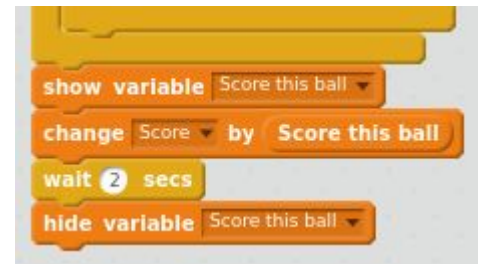 show variable Score this ball
change Score by Score this ball
wait 2 secs
hide variable Score this ball